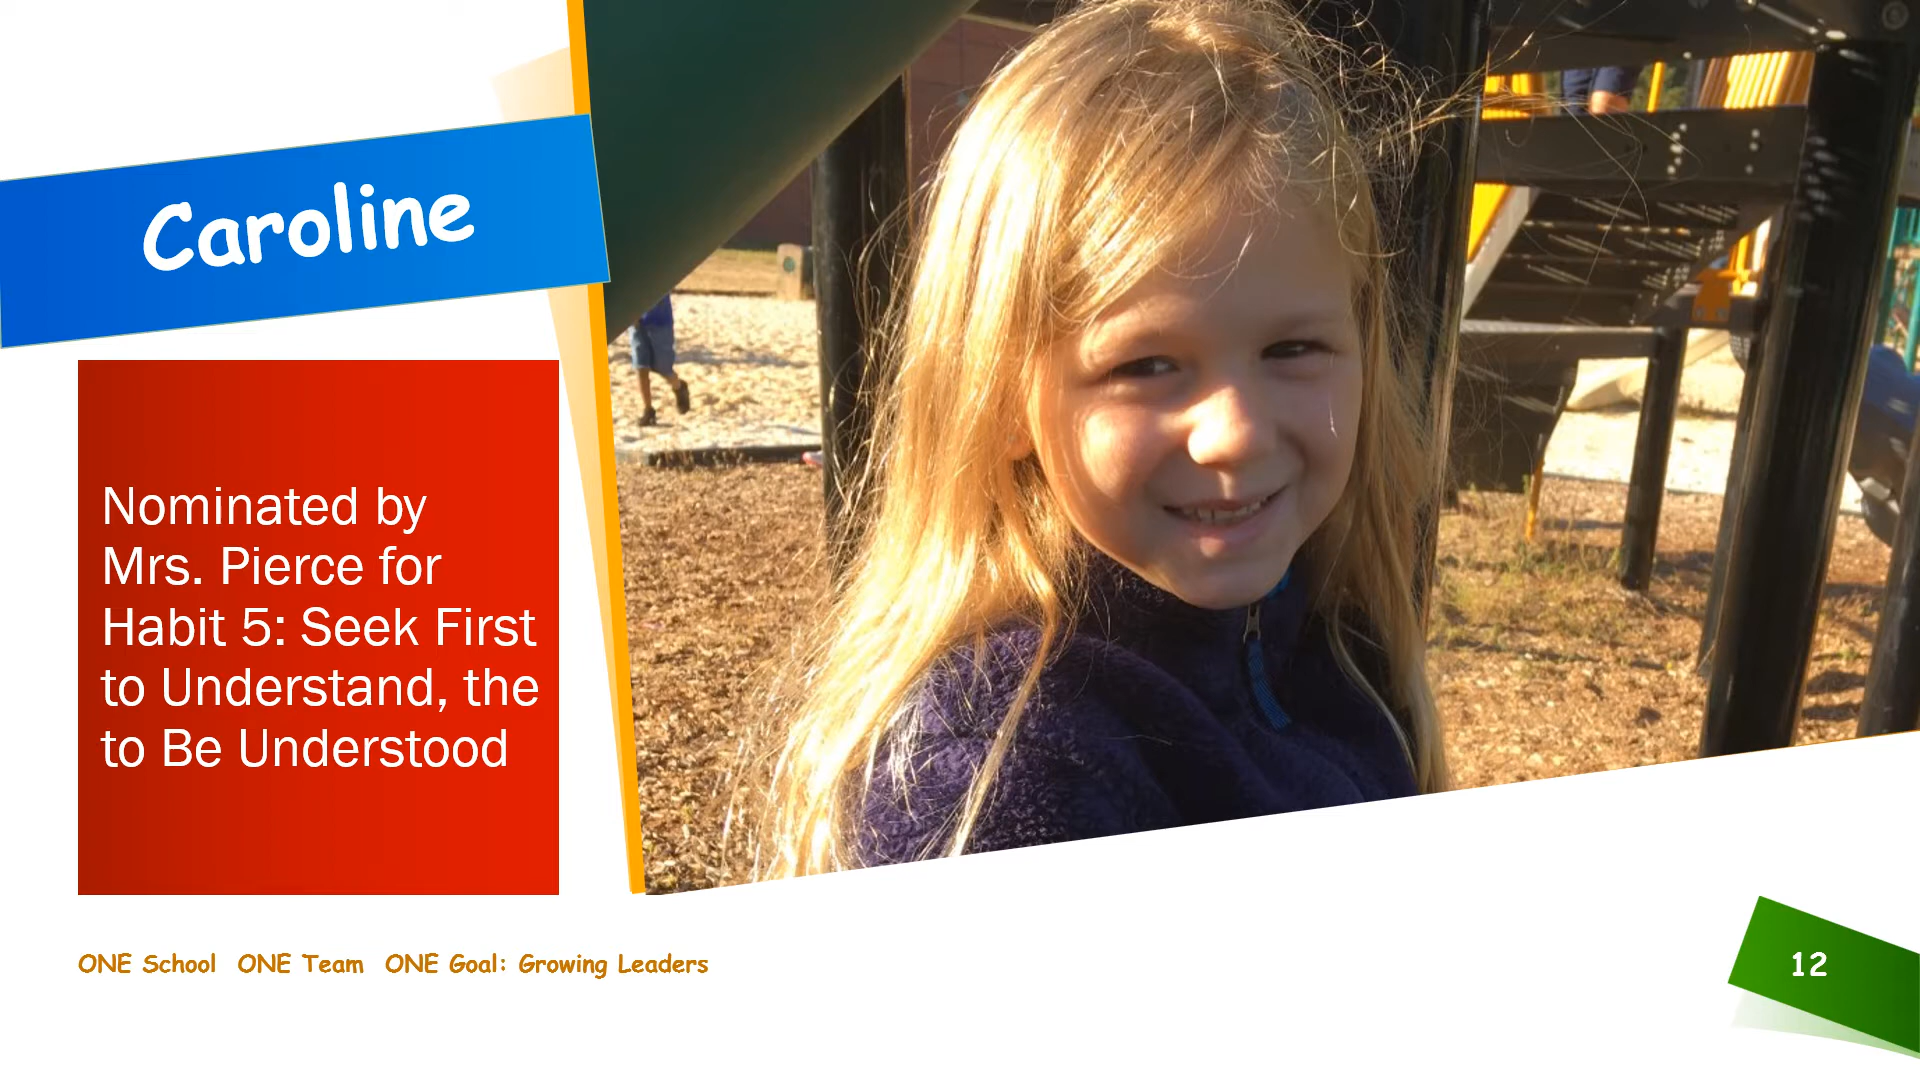 Caroline
Nominated by
Mrs. Pierce for
Habit 5: Seek First
to Understand, the
to Be Understood
ONE School  ONE Team  ONE Goal: Growing Leaders
12